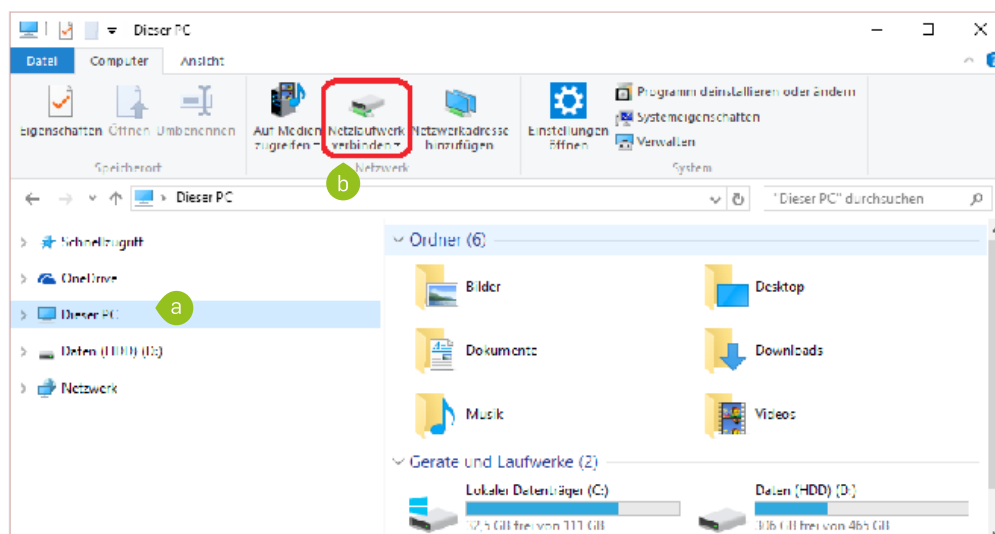 Dieser PC
Datei Computer Ansicht
Eigenschaften Öffnen Umbenennen
Auf Medien zugreifen
Netzlaufwerk verbinden
Netzwerkadresse hinzufügen
Einstellungen öffnen
Programm deinstallieren oder ändern
Systemeigenschaften
Verwalten
Speicherort
Netzwerk
System
b
Dieser PC
"Dieser PC" durchsuchen
Schnellzugriff
OneDrive
Dieser PC
a
Daten (HDD) (D:)
Netzwerk
Ordner (6)
Bilder
Desktop
Dokumente
Downloads
Musik
Videos
Geräte und Laufwerke (2)
Lokaler Datenträger (C:)
32,5 GB frei von 111 GB
Daten (HDD) (D:)
306 GB frei von 465 GB